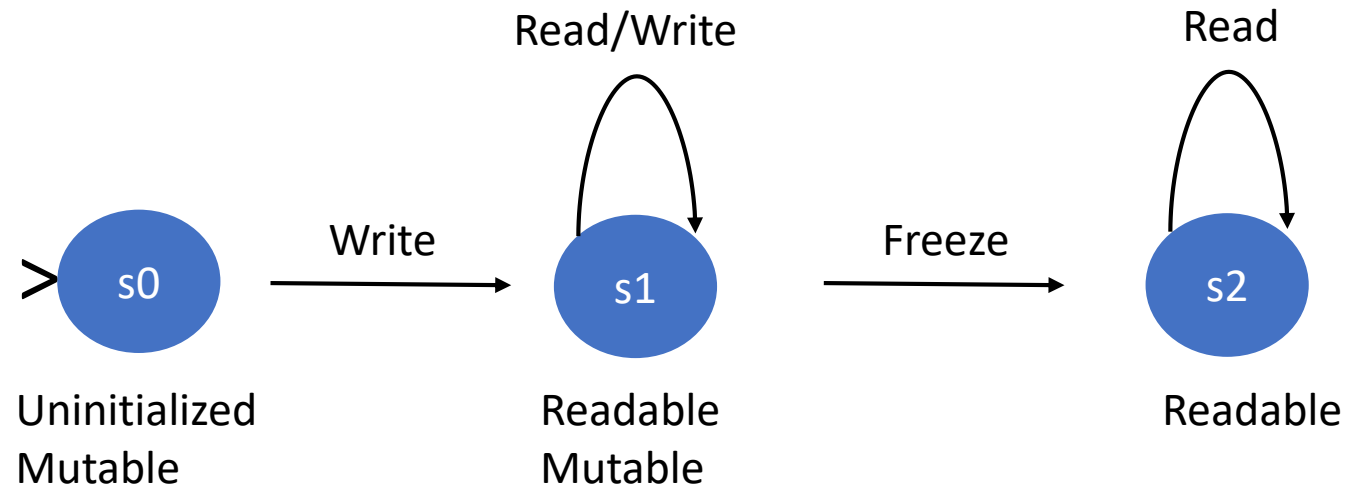 Read/Write
Read
Write
Freeze
>
s0
s1
s2
Uninitialized
Mutable
Readable
Mutable
Readable